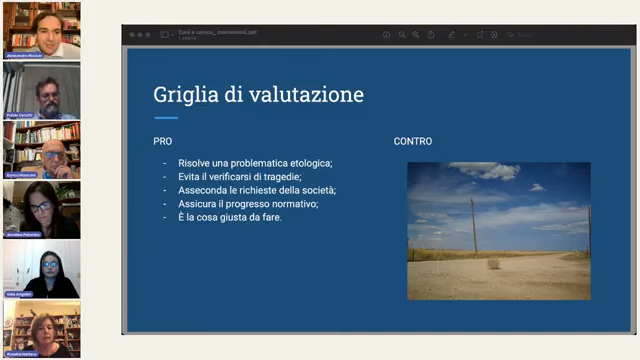 Griglia di valutazione
PRO
- Risolve una problematica etologica;
- Evita il verificarsi di tragedie;
- Asseconda le richieste della società;
- Assicura il progresso normativo;
- È la cosa giusta da fare.
CONTRO